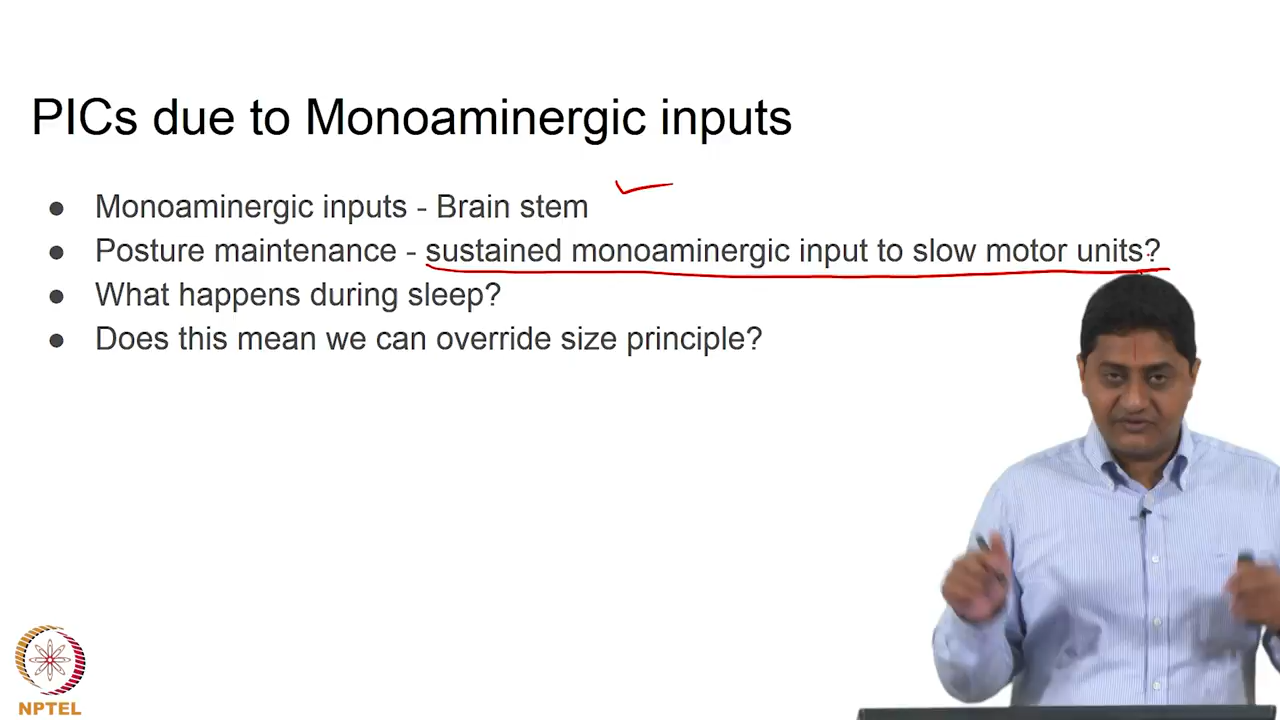 PICs due to Monoaminergic inputs
● Monoaminergic inputs - Brain stem
● Posture maintenance - sustained monoaminergic input to slow motor units?
● What happens during sleep?
● Does this mean we can override size principle?
NPTEL